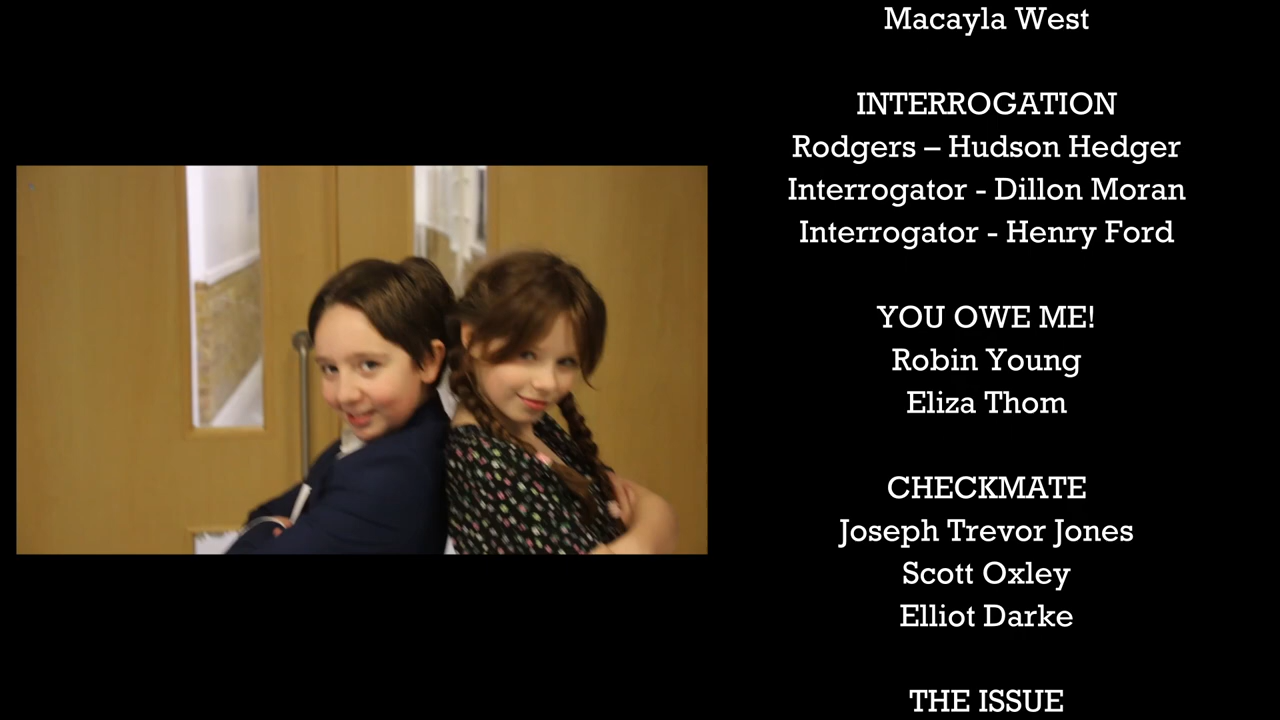 Macayla West
INTERROGATION
Rodgers – Hudson Hedger
Interrogator - Dillon Moran
Interrogator - Henry Ford
YOU OWE ME!
Robin Young
Eliza Thom
CHECKMATE
Joseph Trevor Jones
Scott Oxley
Elliot Darke
THE ISSUE